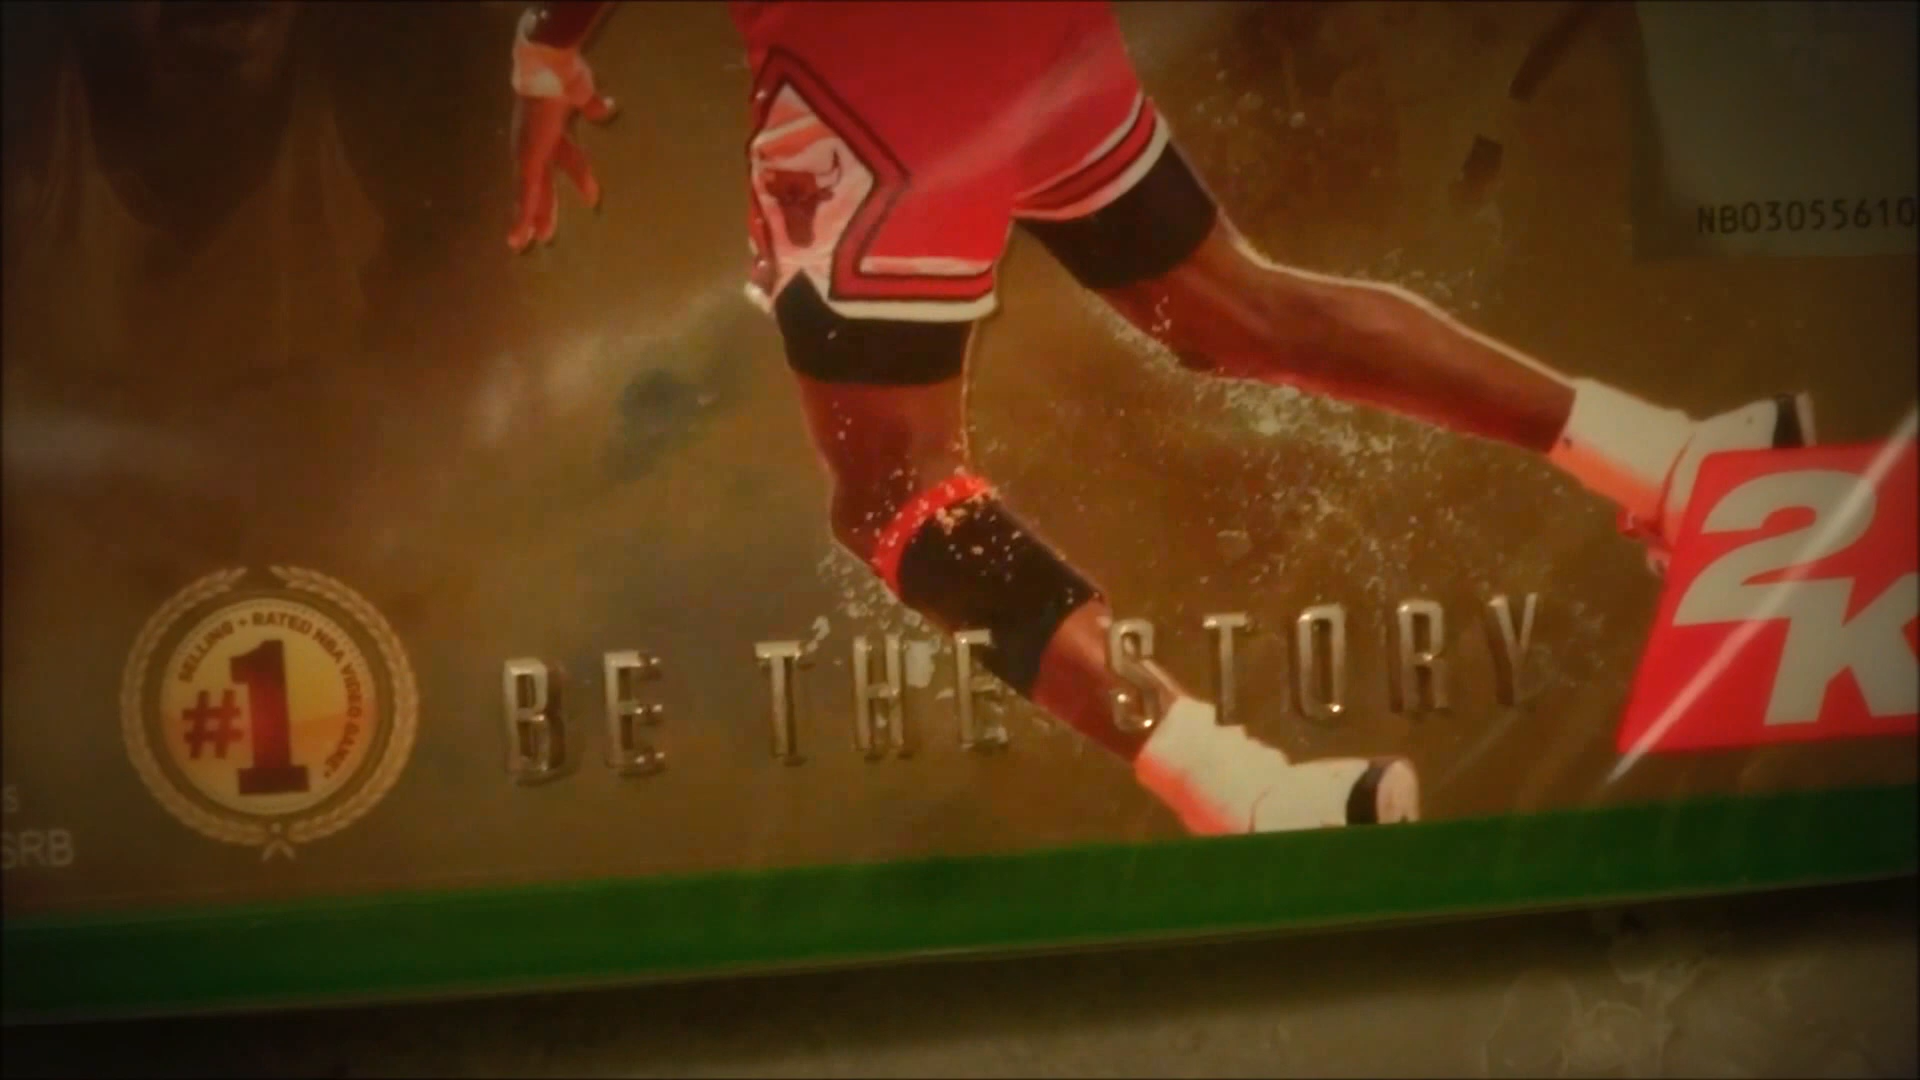 NB03055610
SELLING • RATED NBA VIDEO GAME*
#1
BE THE STORY
2K
SRB